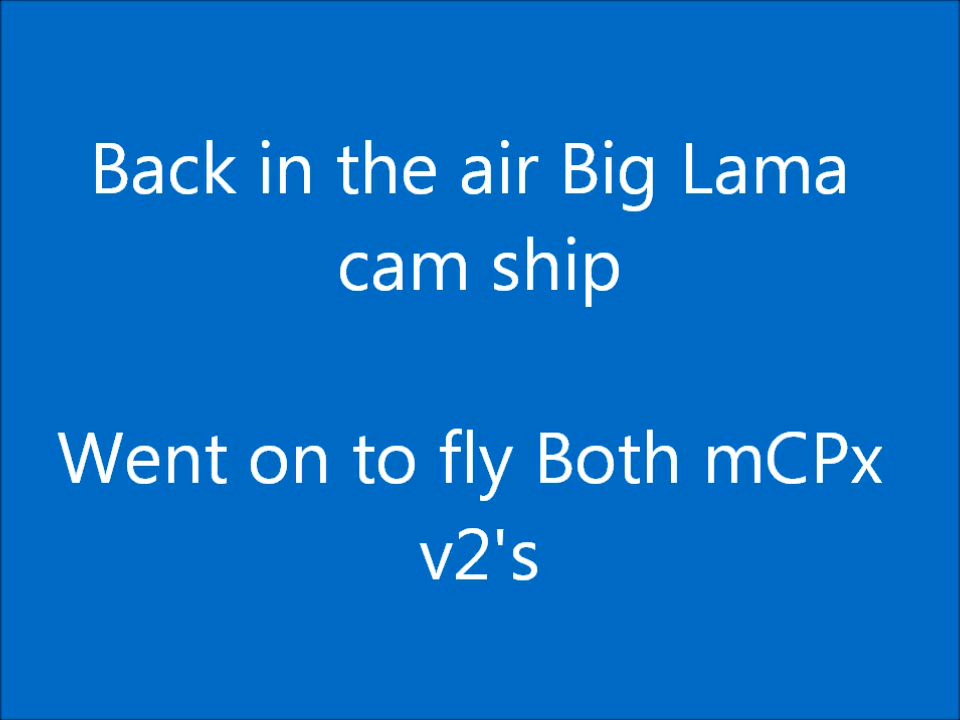 Back in the air Big Lama
cam ship
Went on to fly Both mCPx
v2's